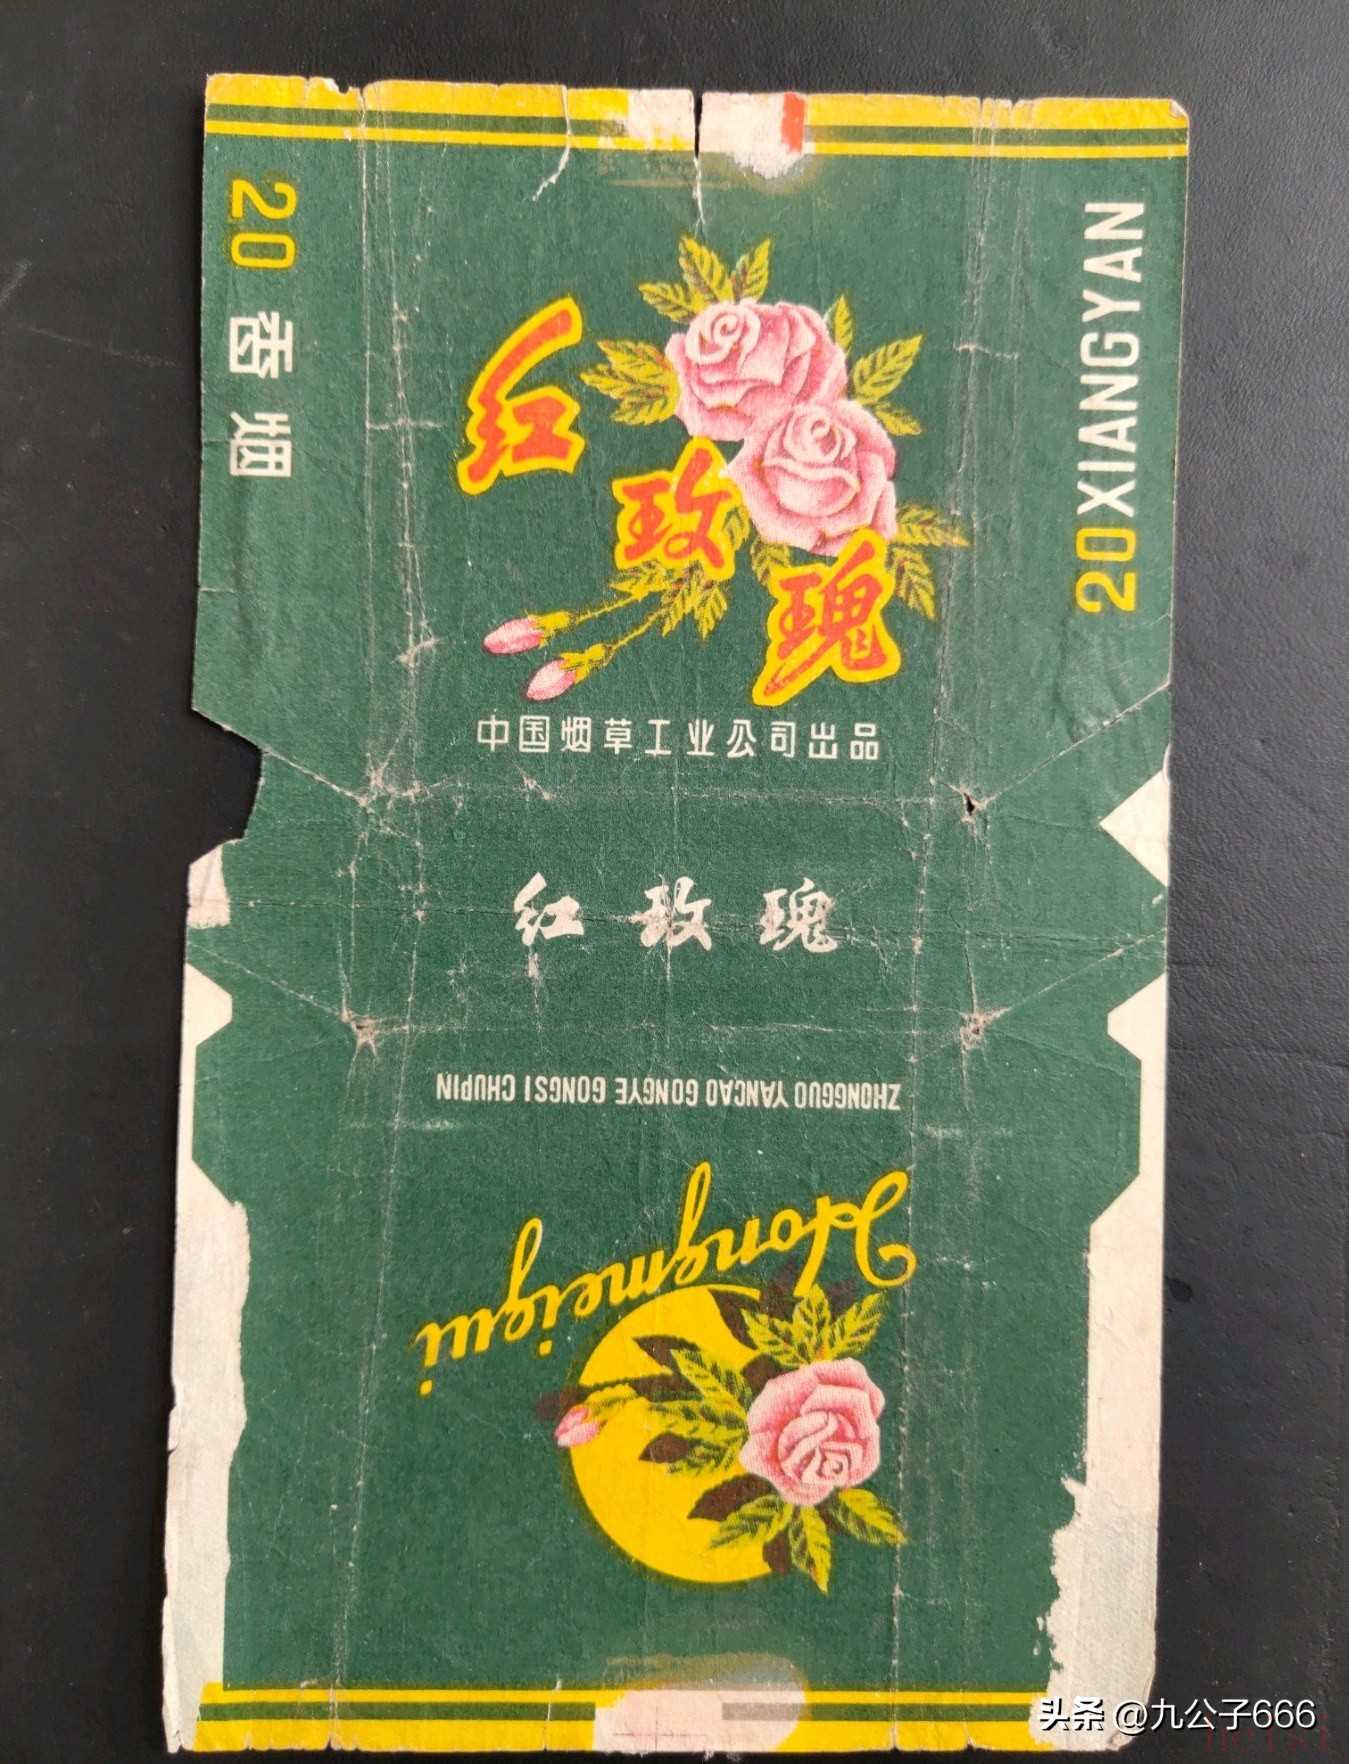 20香烟
20XIANGYAN
红玫瑰
中国烟草工业公司出品
红玫瑰
ZHONGGUO YANCAO GONGYE GONGSI CHUPIN
Hongmeigui
头条 @九公子666